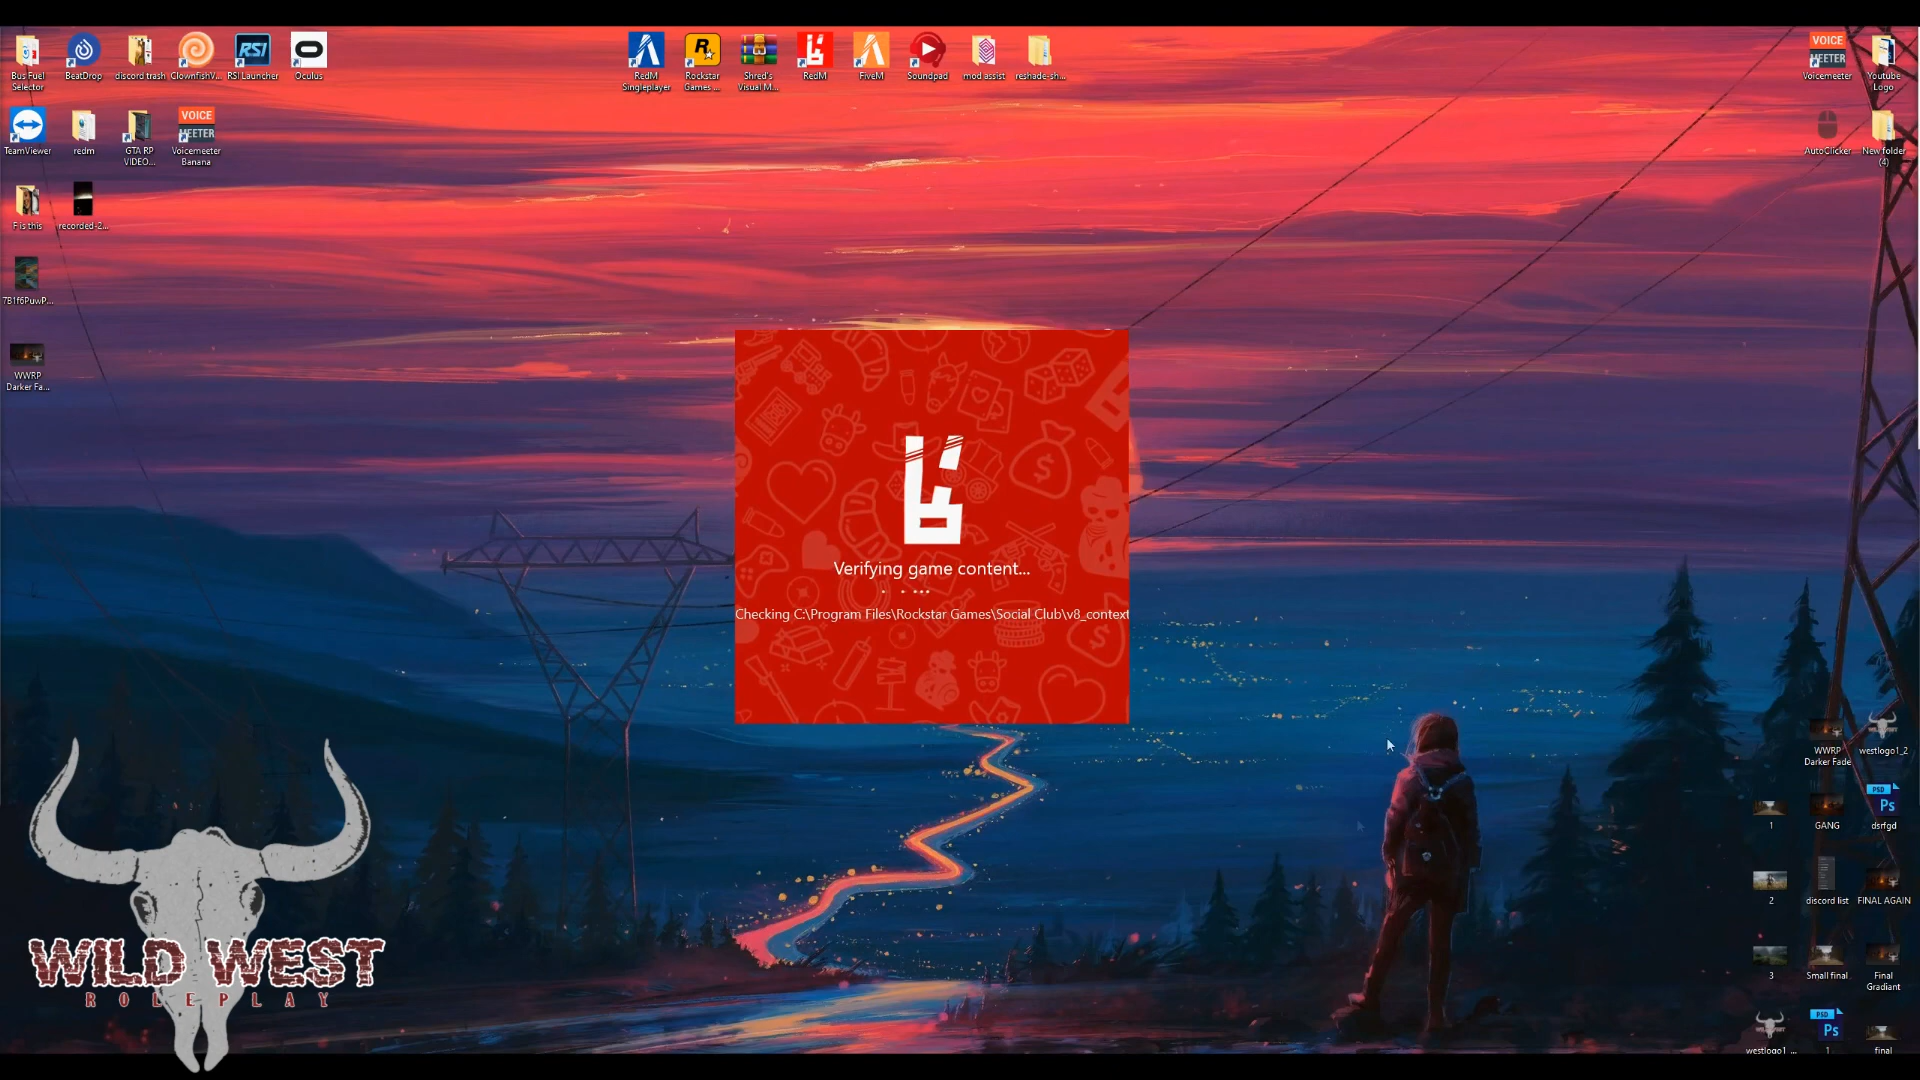 Bus Fuel
Selector
BeatDrop
discord trash
ClownfishV...
RSI
RSI Launcher
Oculus
RedM
Singleplayer
R
Rockstar
Games ...
Shred's
Visual M...
RedM
FiveM
Soundpad
mod assist
reshade-sh...
VOICE
MEETER
Voicemeeter
Youtube
Logo
TeamViewer
redm
GTA RP
VIDEO...
VOICE
MEETER
Voicemeeter
Banana
AutoClicker
New folder
(4)
F is this
recorded-2...
7B1f6PuwP...
WWRP
Darker Fa...
Verifying game content...
Checking C:\Program Files\Rockstar Games\Social Club\v8_context
WWRP
Darker Fade
westlogo1_2
1
GANG
PSD
Ps
dsrfgd
2
discord list
FINAL AGAIN
3
Small final
Final
Gradiant
westlogo1_...
PSD
Ps
1
final
WILD WEST
ROLEPLAY